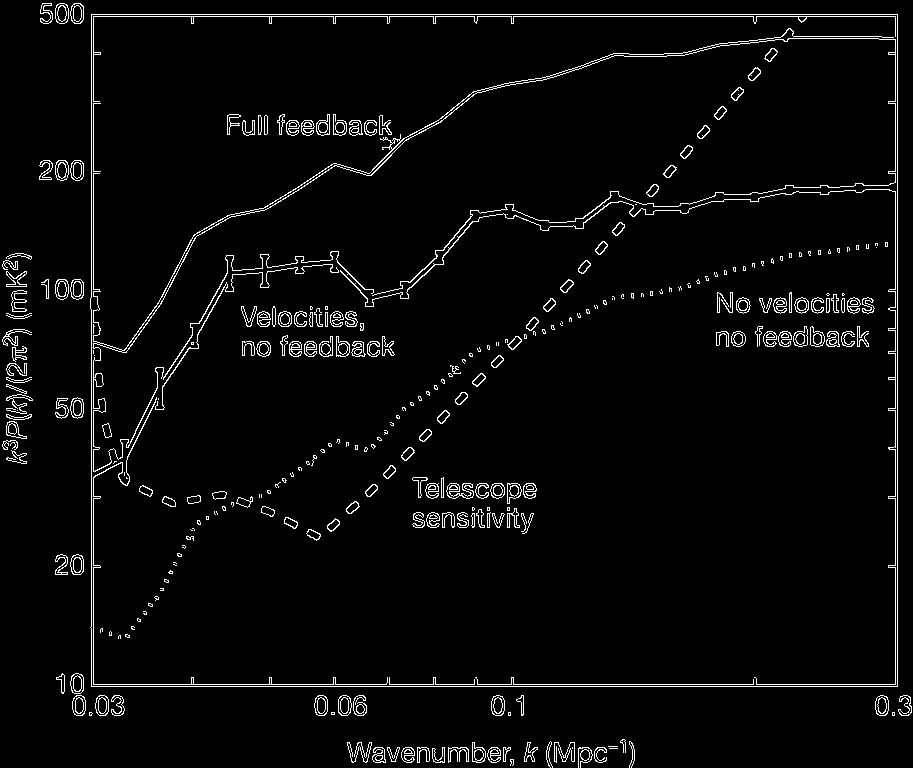 500
200
100
50
20
10
k³P(k)/(2π²) (mK²)
Full feedback
Velocities,
no feedback
No velocities
no feedback
Telescope
sensitivity
0.03
0.06
0.1
0.3
Wavenumber, k (Mpc⁻¹)